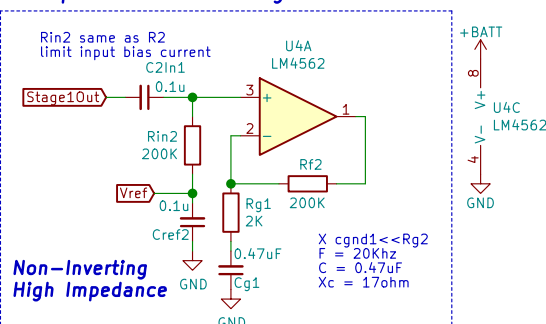 Rin2 same as R2
limit input bias current
U4A
LM4562
+BATT
C2In1
0.1u
Stage1Out
3
+
1
2
−
8
V+
U4C
LM4562
V−
4
GND
Rin2
200K
Rf2
200K
Vref
0.1u
Cref2
GND
Rg1
2K
0.47uF
Cg1
GND
X cgnd1<<Rg2
F = 20Khz
C = 0.47uF
Xc = 17ohm
Non-Inverting
High Impedance